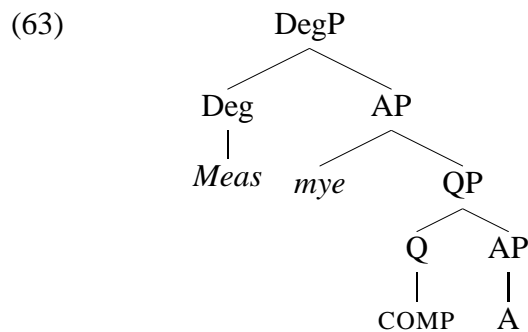 (63) DegP
Deg AP
Meas mye QP
Q AP
COMP A